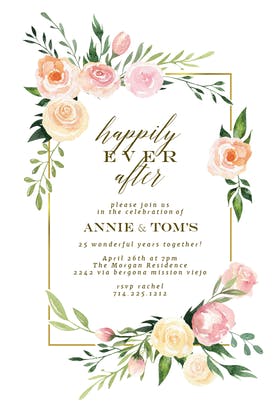 happily
EVER
after
please join us
in the celebration of
ANNIE & TOM'S
25 wonderful years together!
April 26th at 7pm
The Morgan Residence
2242 via bergona mission viejo
rsvp rachel
714.225.1212